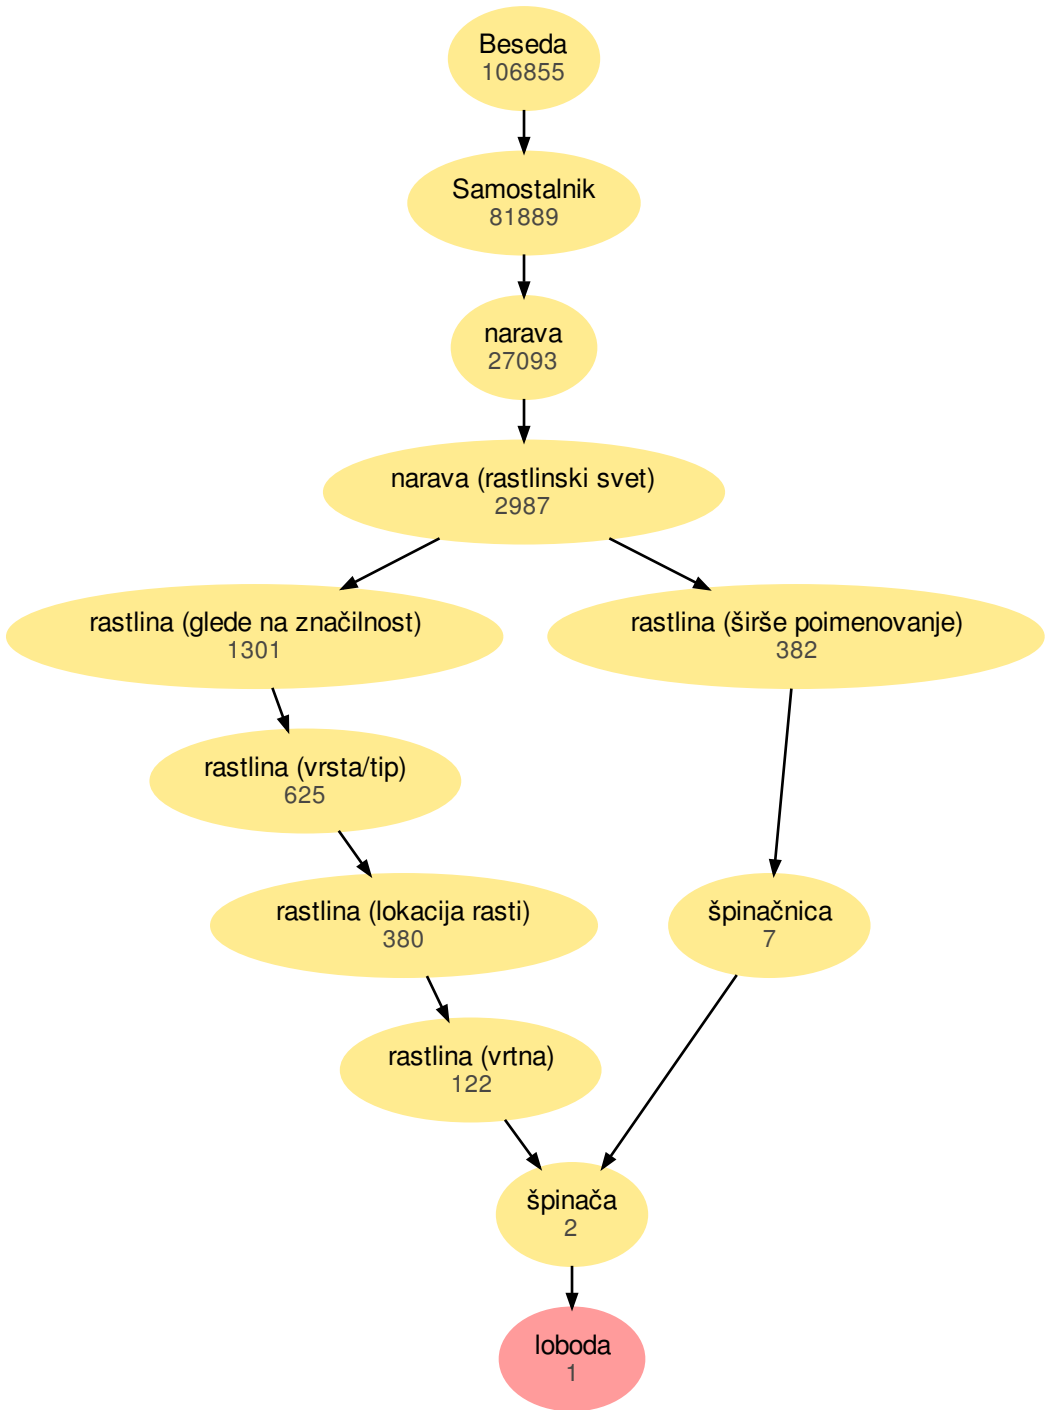 Beseda
106855
Samostalnik
81889
narava
27093
narava (rastlinski svet)
2987
rastlina (glede na značilnost)
1301
rastlina (širše poimenovanje)
382
rastlina (vrsta/tip)
625
rastlina (lokacija rasti)
380
špinačnica
7
rastlina (vrtna)
122
špinača
2
loboda
1